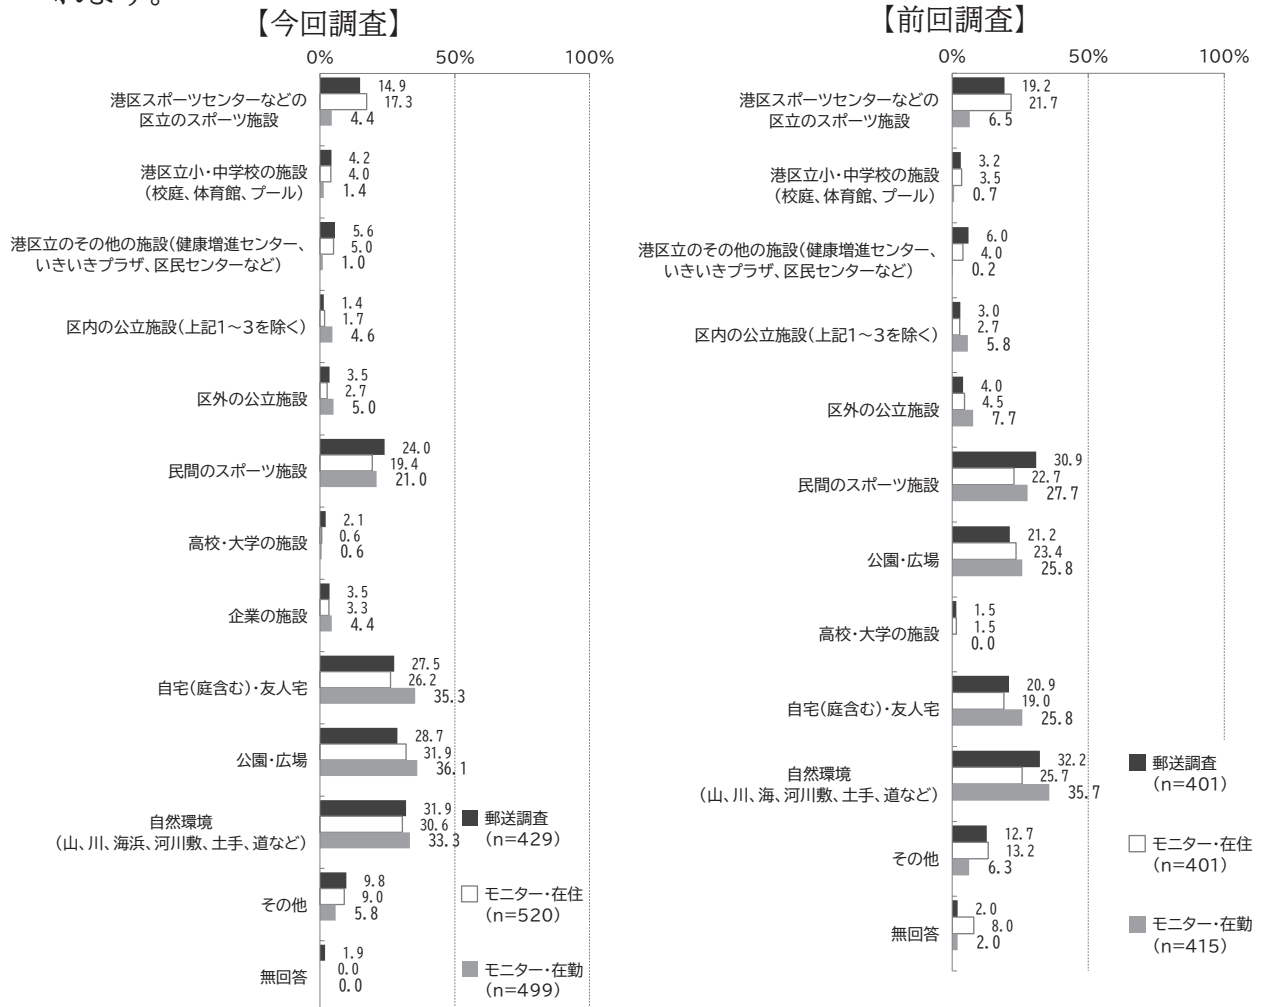 れます。
【今回調査】
0% 50% 100%
港区スポーツセンターなどの
区立のスポーツ施設
14.9
17.3
4.4
港区立小・中学校の施設
（校庭、体育館、プール）
4.2
4.0
1.4
港区立のその他の施設（健康増進センター、
いきいきプラザ、区民センターなど）
5.6
5.0
1.0
区内の公立施設（上記1～3を除く）
1.4
1.7
4.6
区外の公立施設
3.5
2.7
5.0
民間のスポーツ施設
24.0
19.4
21.0
高校・大学の施設
2.1
0.6
0.6
企業の施設
3.5
3.3
4.4
自宅（庭含む）・友人宅
27.5
26.2
35.3
公園・広場
28.7
31.9
36.1
自然環境
（山、川、海浜、河川敷、土手、道など）
31.9
30.6
33.3
その他
9.8
9.0
5.8
無回答
1.9
0.0
0.0
郵送調査
（n=429）
モニター・在住
（n=520）
モニター・在勤
（n=499）
【前回調査】
0% 50% 100%
港区スポーツセンターなどの
区立のスポーツ施設
19.2
21.7
6.5
港区立小・中学校の施設
（校庭、体育館、プール）
3.2
3.5
0.7
港区立のその他の施設（健康増進センター、
いきいきプラザ、区民センターなど）
6.0
4.0
0.2
区内の公立施設（上記1～3を除く）
3.0
2.7
5.8
区外の公立施設
4.0
4.5
7.7
民間のスポーツ施設
30.9
22.7
27.7
公園・広場
21.2
23.4
25.8
高校・大学の施設
1.5
1.5
0.0
自宅（庭含む）・友人宅
20.9
19.0
25.8
自然環境
（山、川、海、河川敷、土手、道など）
32.2
25.7
35.7
その他
12.7
13.2
6.3
無回答
2.0
8.0
2.0
郵送調査
（n=401）
モニター・在住
（n=401）
モニター・在勤
（n=415）